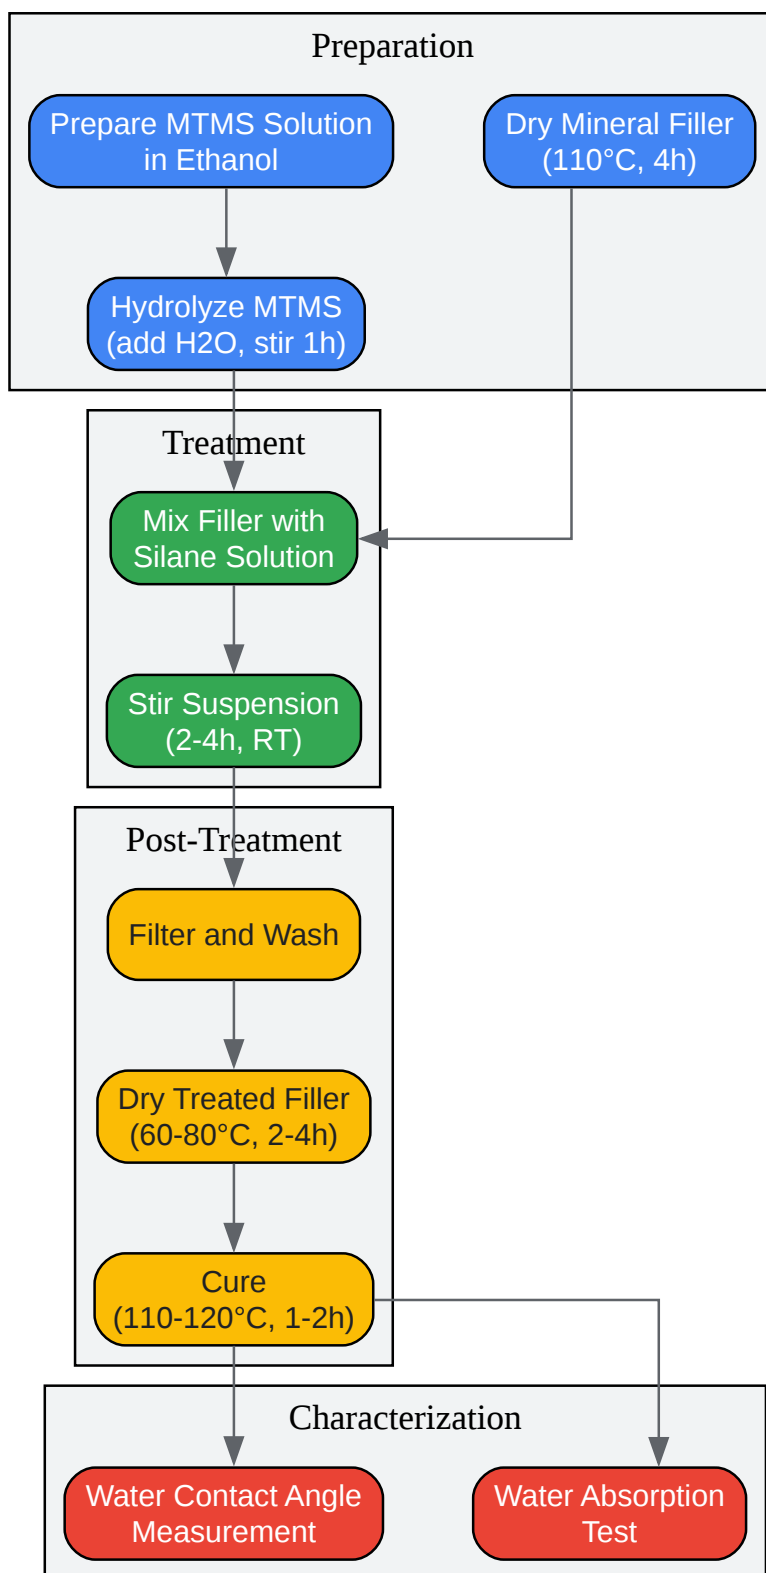 Preparation
Prepare MTMS Solution
in Ethanol
Dry Mineral Filler
(110°C, 4h)
Hydrolyze MTMS
(add H2O, stir 1h)
Treatment
Mix Filler with
Silane Solution
Stir Suspension
(2-4h, RT)
Post-Treatment
Filter and Wash
Dry Treated Filler
(60-80°C, 2-4h)
Cure
(110-120°C, 1-2h)
Characterization
Water Contact Angle
Measurement
Water Absorption
Test